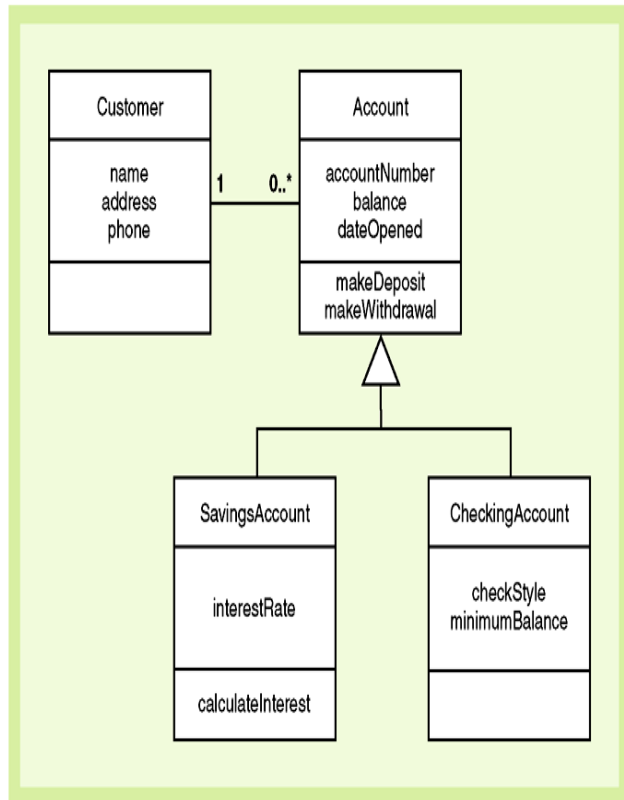 Customer
name
address
phone
1
0..*
Account
accountNumber
balance
dateOpened
makeDeposit
makeWithdrawal
SavingsAccount
interestRate
calculateInterest
CheckingAccount
checkStyle
minimumBalance